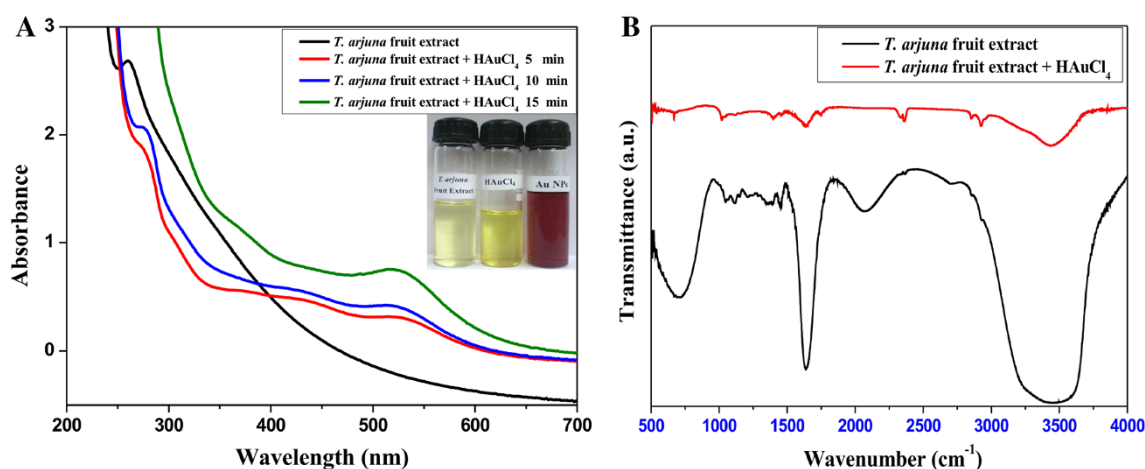 A
3
2
1
0
Absorbance
200 300 400 500 600 700
Wavelength (nm)
T. arjuna fruit extract
T. arjuna fruit extract + HAuCl₄ 5 min
T. arjuna fruit extract + HAuCl₄ 10 min
T. arjuna fruit extract + HAuCl₄ 15 min
T. arjuna
Fruit Extract
HAuCl₄
Au NPs
B
T. arjuna fruit extract
T. arjuna fruit extract + HAuCl₄
Transmittance (a.u.)
500 1000 1500 2000 2500 3000 3500 4000
Wavenumber (cm⁻¹)